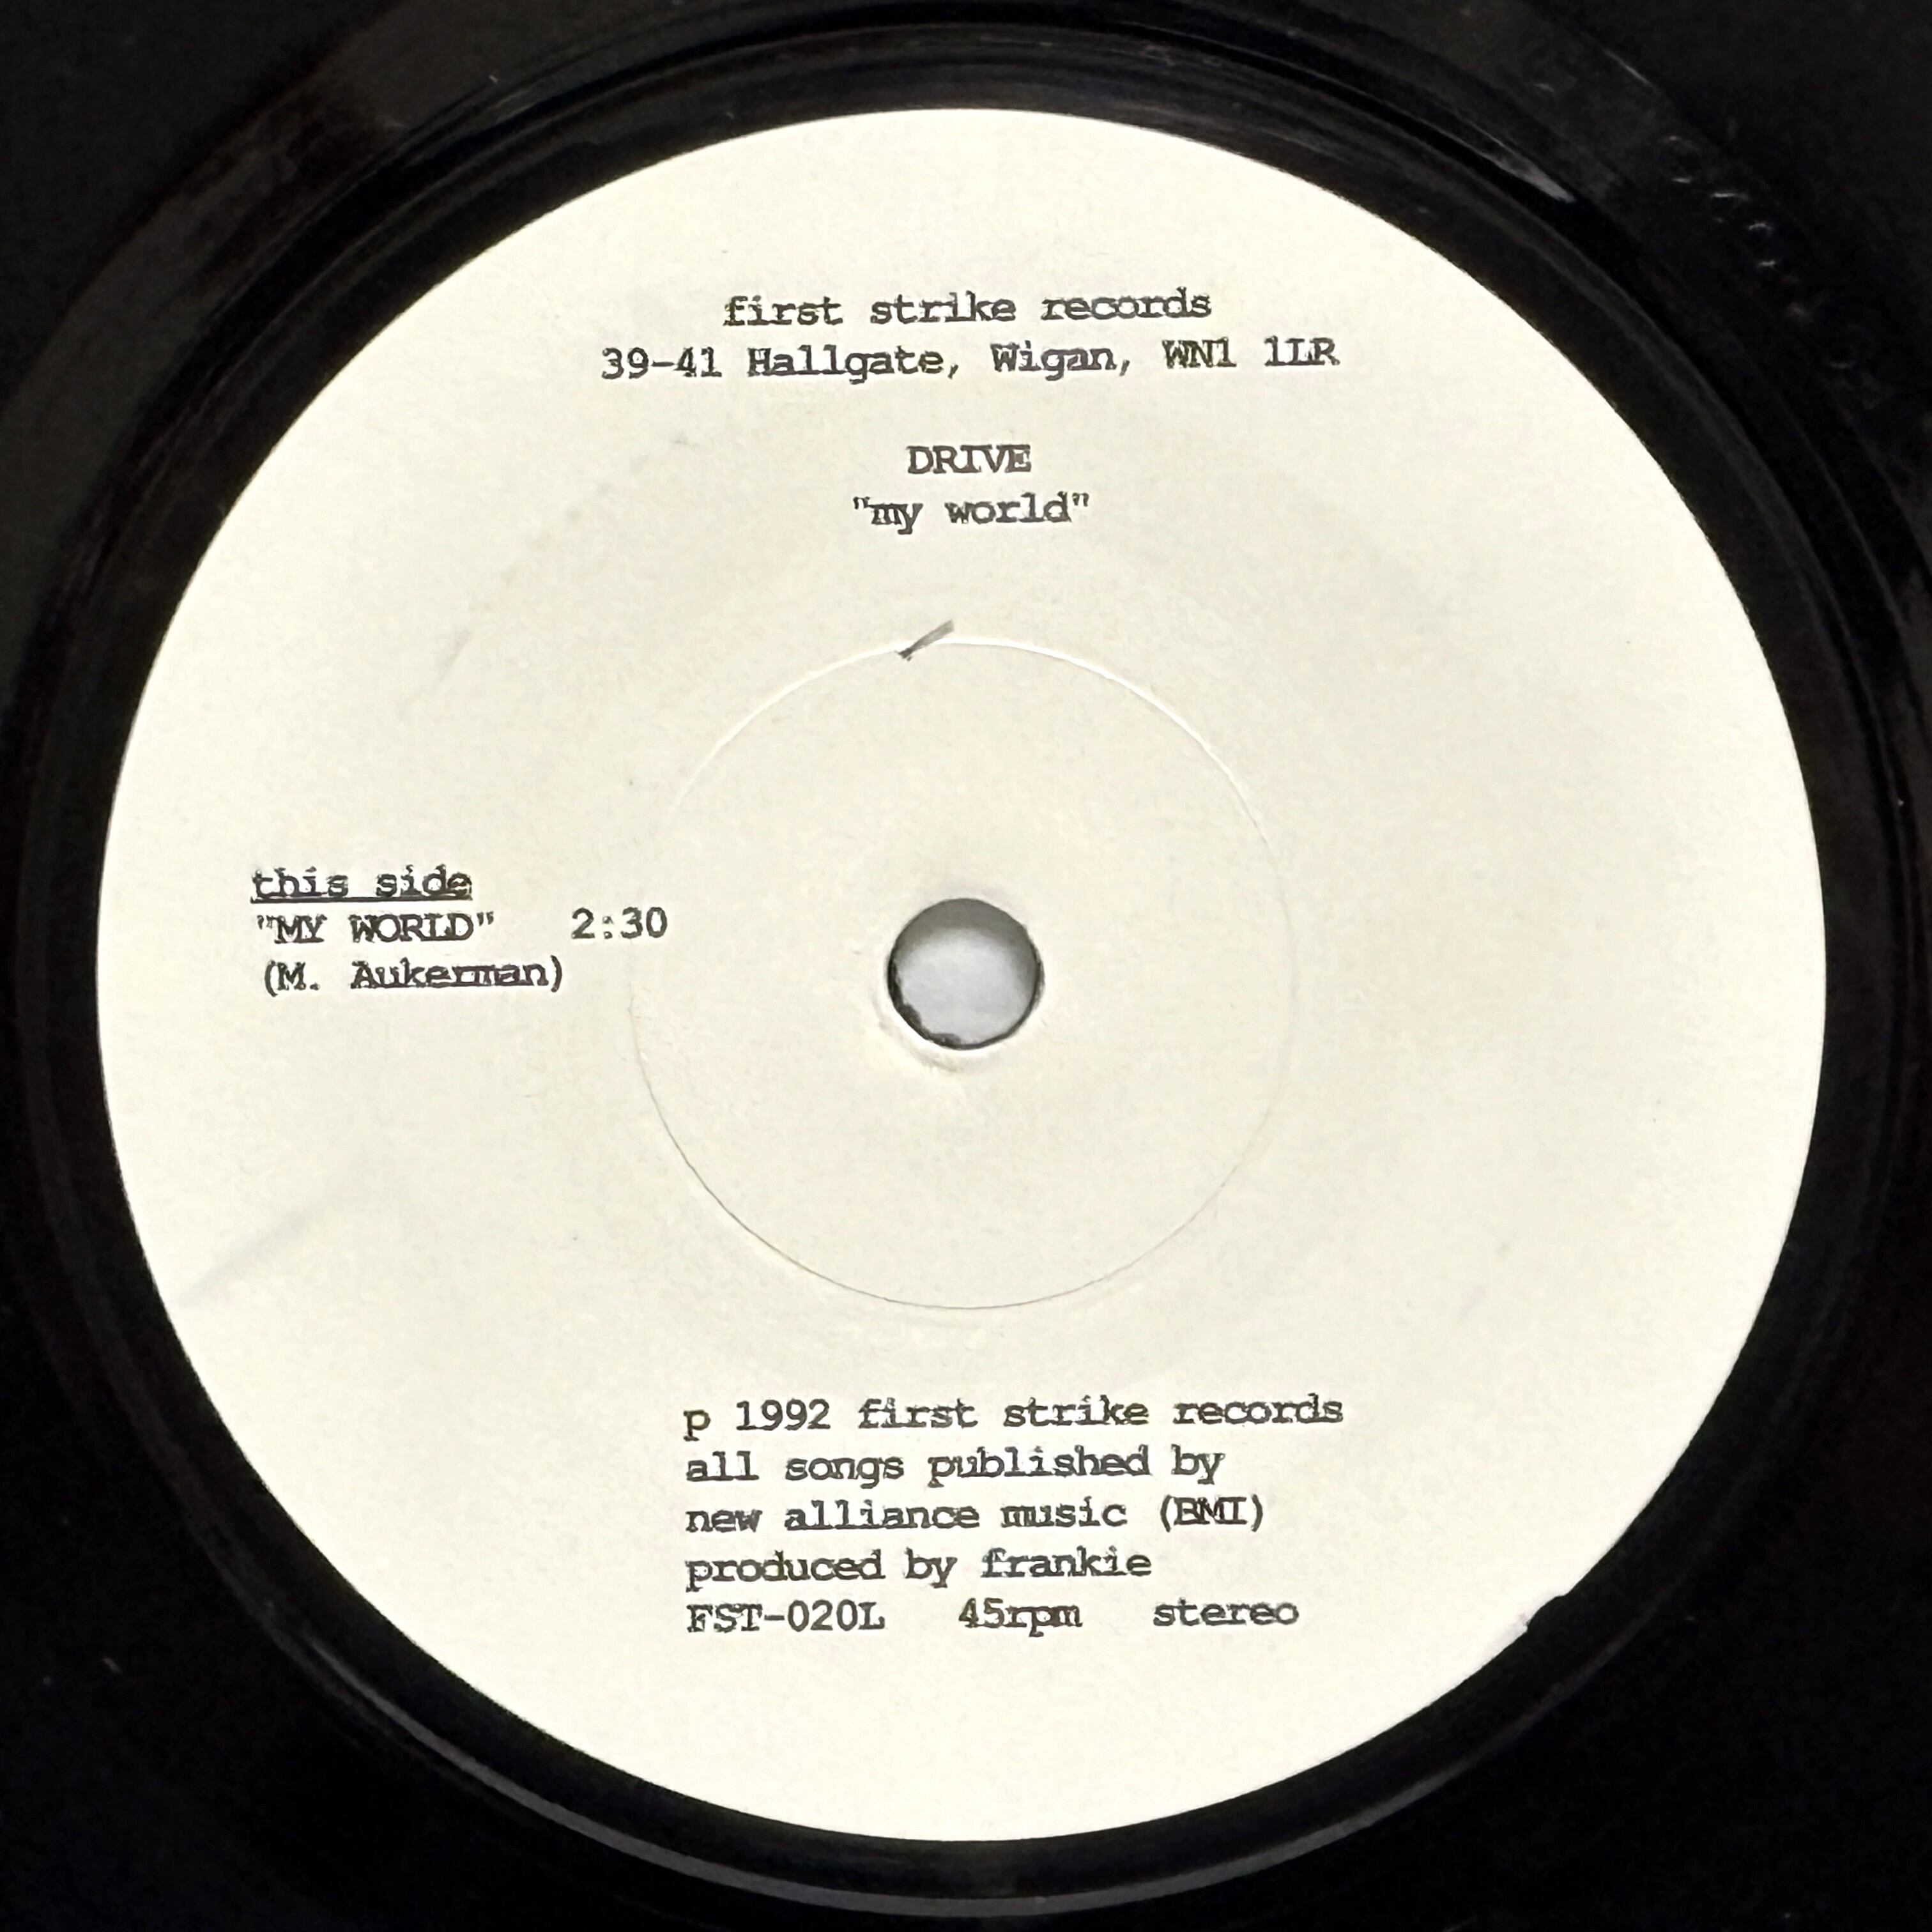 first strike records
39-41 Hallgate, Wigan, WN1 1LR
DRIVE
"my world"
this side
"MY WORLD" 2:30
(M. Aukerman)
p 1992 first strike records
all songs published by
new alliance music (BMI)
produced by frankie
FST-020L 45rpm stereo